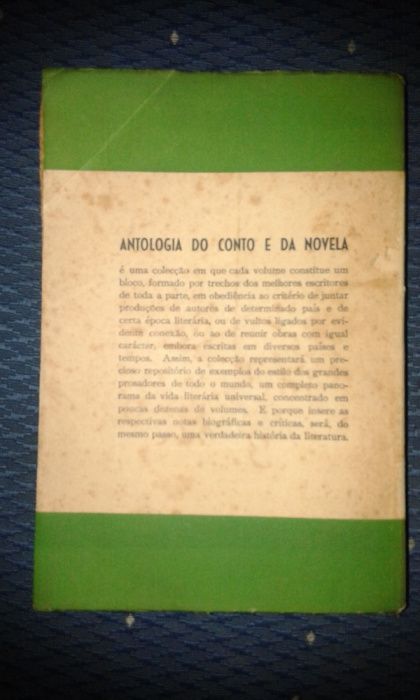 ANTOLOGIA DO CONTO E DA NOVELA
é uma colecção em que cada volume constitue um
bloco, formado por trechos dos melhores escritores
de toda a parte, em obediência ao critério de juntar
produções de autores de determinado país e de
certa época literária, ou de vultos ligados por evi-
dente conexão, ou ao de reunir obras com igual
carácter, embora escritas em diversos países e
tempos. Assim, a colecção representará um pre-
cioso repositório de exemplos do estilo dos grandes
prosadores de todo o mundo, um completo pano-
rama da vida literária universal, concentrado em
poucas dezenas de volumes. E porque insere as
respectivas notas biográficas e críticas, será, do
mesmo passo, uma verdadeira história da literatura.